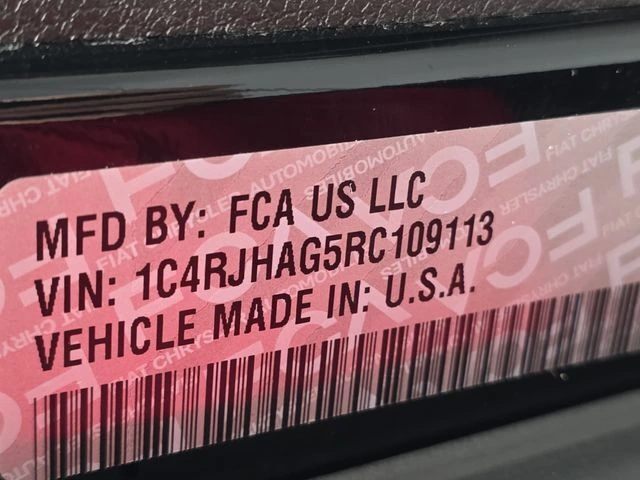 MFD BY: FCA US LLC
VIN: 1C4RJHAG5RC109113
VEHICLE MADE IN: U.S.A.